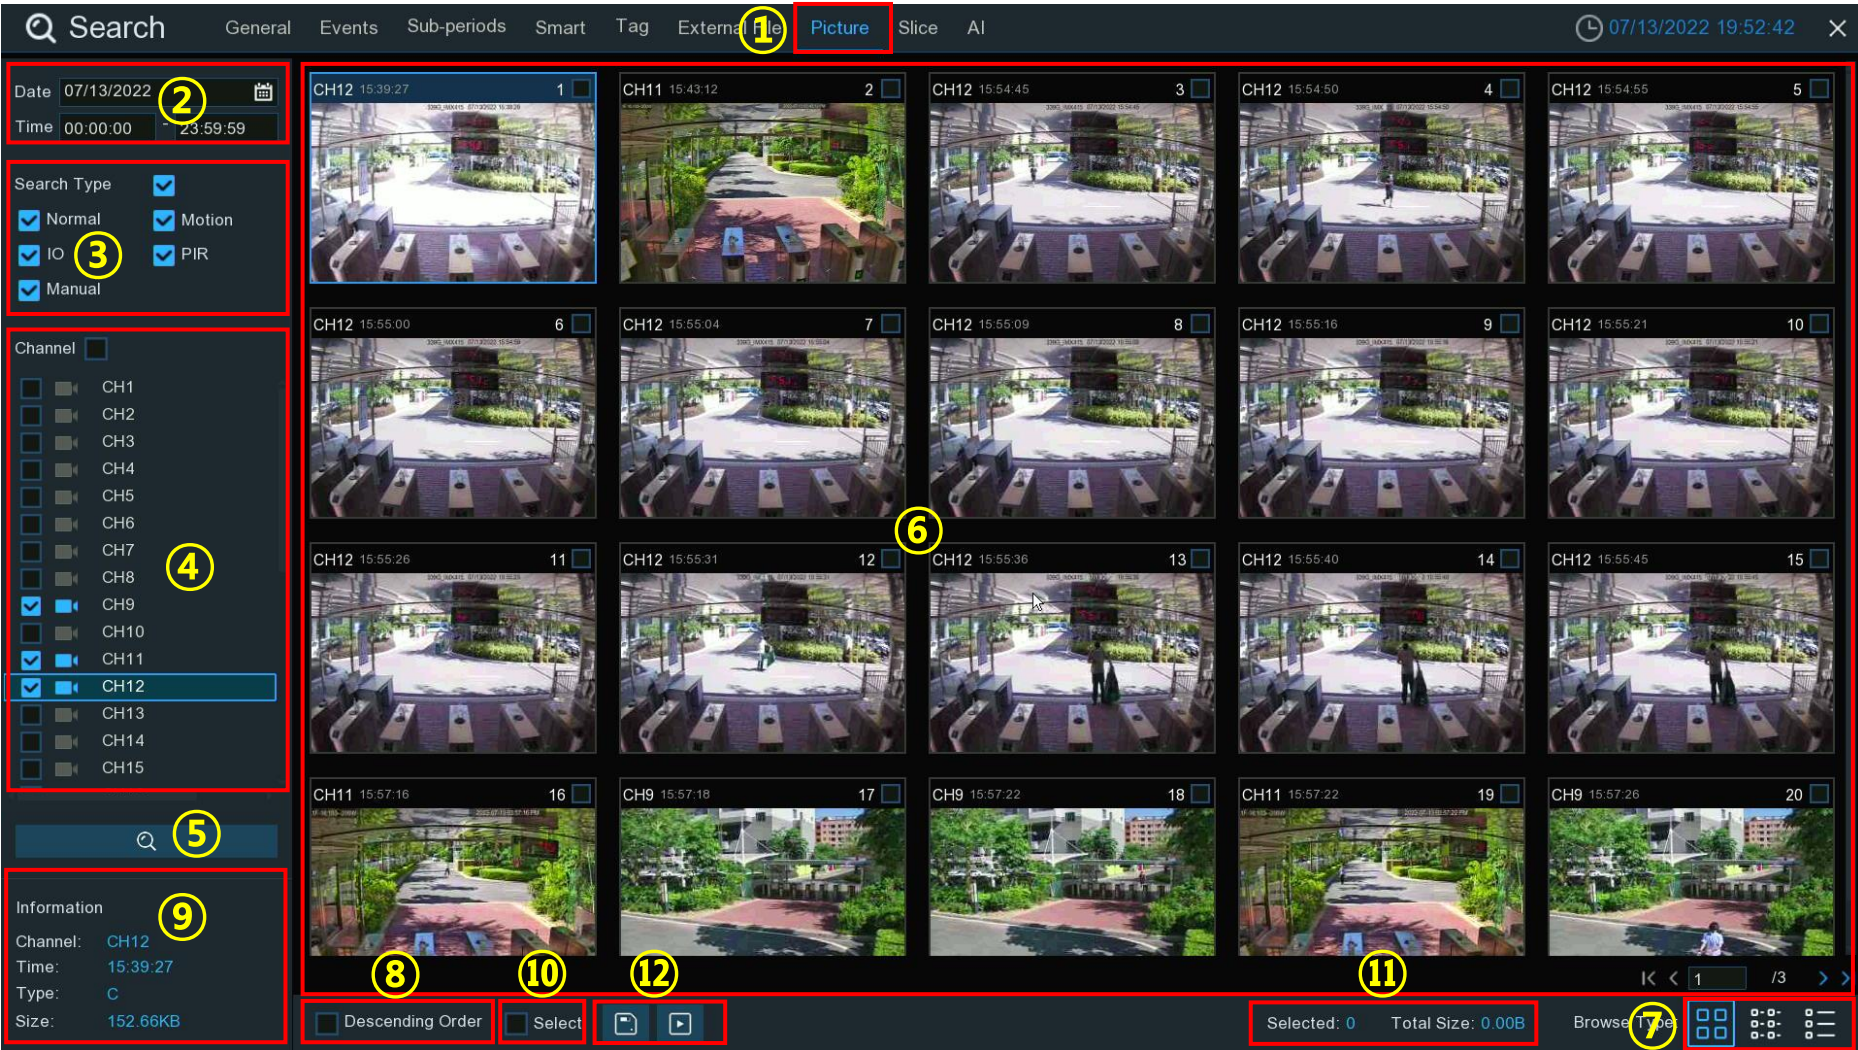 Search General Events Sub-periods Smart Tag External File ① Picture Slice AI 07/13/2022 19:52:42
Date 07/13/2022 ②
Time 00:00:00 - 23:59:59
Search Type
Normal Motion
IO ③ PIR
Manual
Channel
CH1
CH2
CH3
CH4
CH5
CH6
CH7
④
CH8
CH9
CH10
CH11
CH12
CH13
CH14
CH15
⑤
Information
⑨
Channel: CH12
Time: 15:39:27
Type: C
Size: 152.66KB
CH12 15:39:27 1
CH11 15:43:12 2
CH12 15:54:45 3
CH12 15:54:50 4
CH12 15:54:55 5
CH12 15:55:00 6
CH12 15:55:04 7
CH12 15:55:09 8
CH12 15:55:16 9
CH12 15:55:21 10
⑥
CH12 15:55:26 11
CH12 15:55:31 12
CH12 15:55:36 13
CH12 15:55:40 14
CH12 15:55:45 15
CH11 15:57:16 16
CH9 15:57:18 17
CH9 15:57:22 18
CH11 15:57:22 19
CH9 15:57:26 20
⑧ ⑩ ⑫ ⑪
1 /3
Descending Order Select Selected: 0 Total Size: 0.00B Browse Type: ⑦